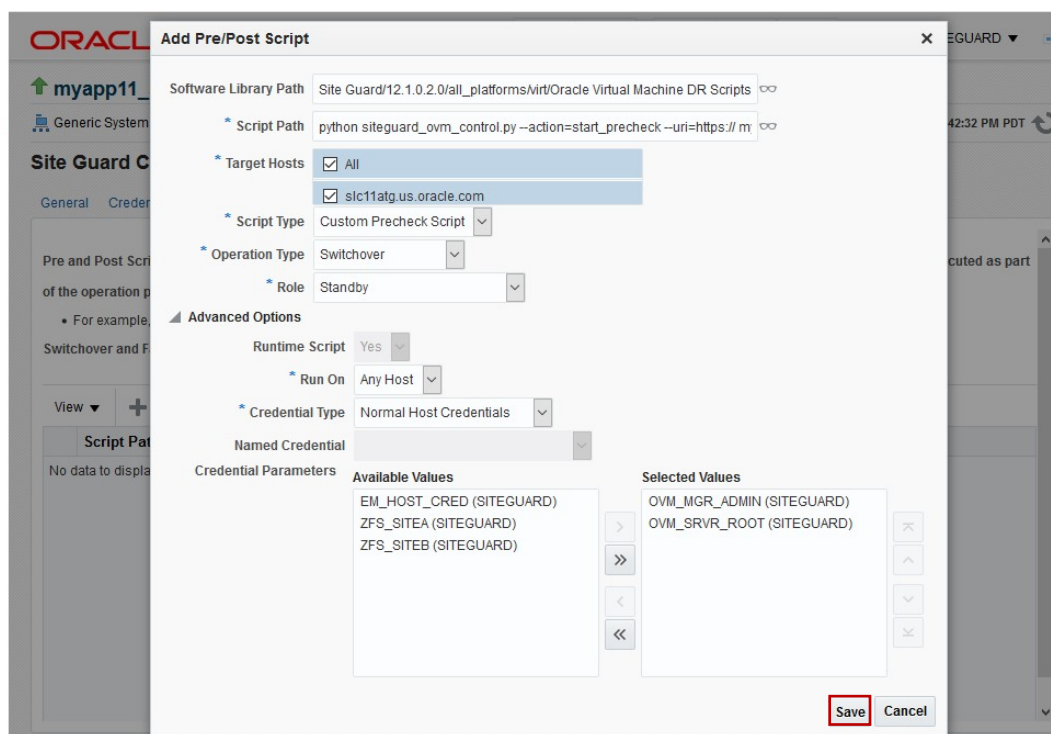 ORACL
EGUARD
Add Pre/Post Script
myapp11_
Generic System
42:32 PM PDT
Software Library Path Site Guard/12.1.0.2.0/all_platforms/virt/Oracle Virtual Machine DR Scripts
* Script Path python siteguard_ovm_control.py --action=start_precheck --uri=https:// m
* Target Hosts All
slc11atg.us.oracle.com
Site Guard C
General Creden
* Script Type Custom Precheck Script
* Operation Type Switchover
* Role Standby
Pre and Post Scri
cuted as part
of the operation p
• For example,
Switchover and F
Advanced Options
Runtime Script Yes
* Run On Any Host
* Credential Type Normal Host Credentials
Named Credential
View
Script Pat
No data to displa
Credential Parameters
Available Values
EM_HOST_CRED (SITEGUARD)
ZFS_SITEA (SITEGUARD)
ZFS_SITEB (SITEGUARD)
Selected Values
OVM_MGR_ADMIN (SITEGUARD)
OVM_SRVR_ROOT (SITEGUARD)
Save Cancel